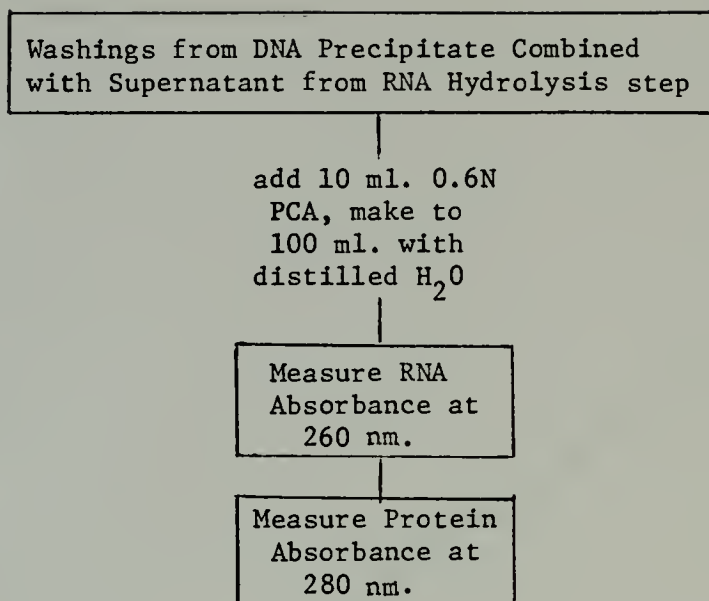 Washings from DNA Precipitate Combined
with Supernatant from RNA Hydrolysis step
add 10 ml. 0.6N
PCA, make to
100 ml. with
distilled H₂O
Measure RNA
Absorbance at
260 nm.
Measure Protein
Absorbance at
280 nm.